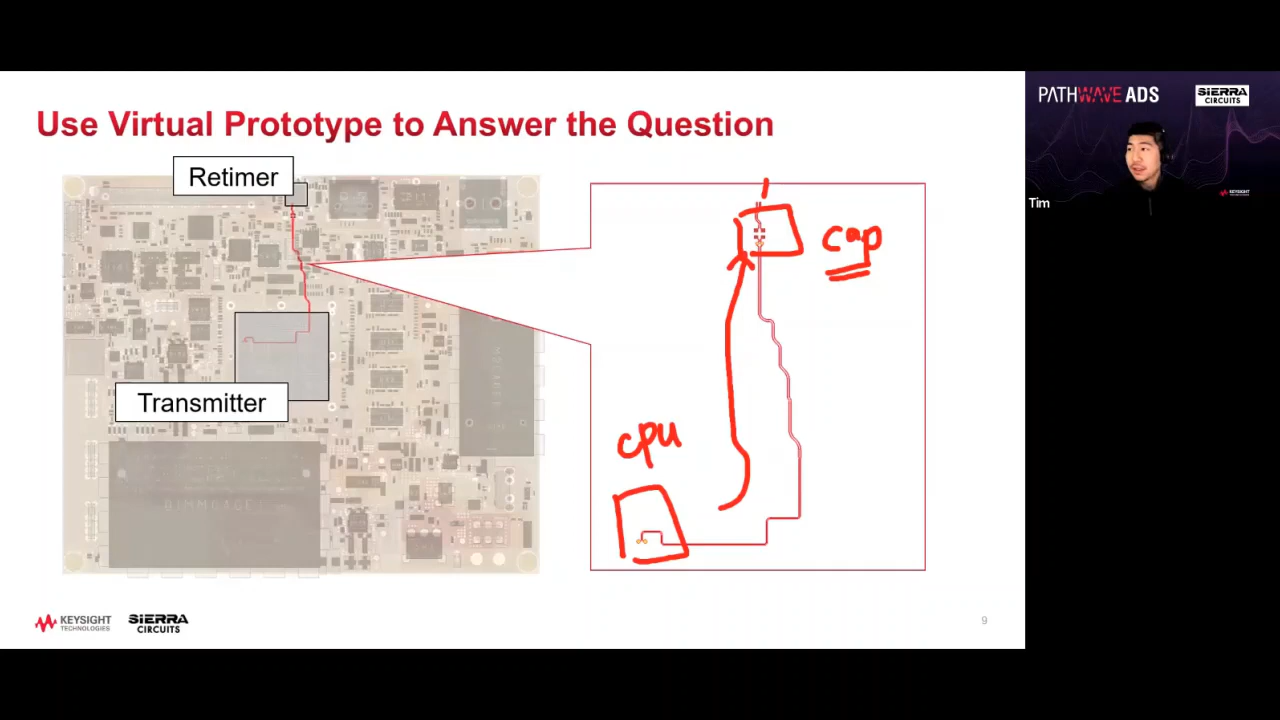 Use Virtual Prototype to Answer the Question
PATHWAVE ADS
SIERRA
CIRCUITS
Retimer
Tim
KEYSIGHT
cap
Transmitter
cpu
KEYSIGHT
TECHNOLOGIES
SIERRA
CIRCUITS
9